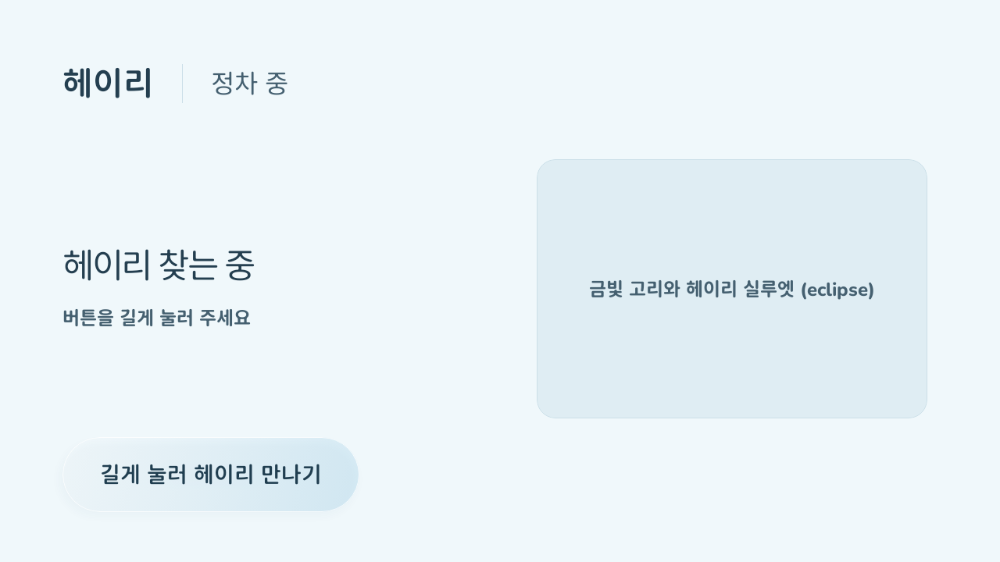 헤이리
정차 중
헤이리 찾는 중
버튼을 길게 눌러 주세요
금빛 고리와 헤이리 실루엣 (eclipse)
길게 눌러 헤이리 만나기